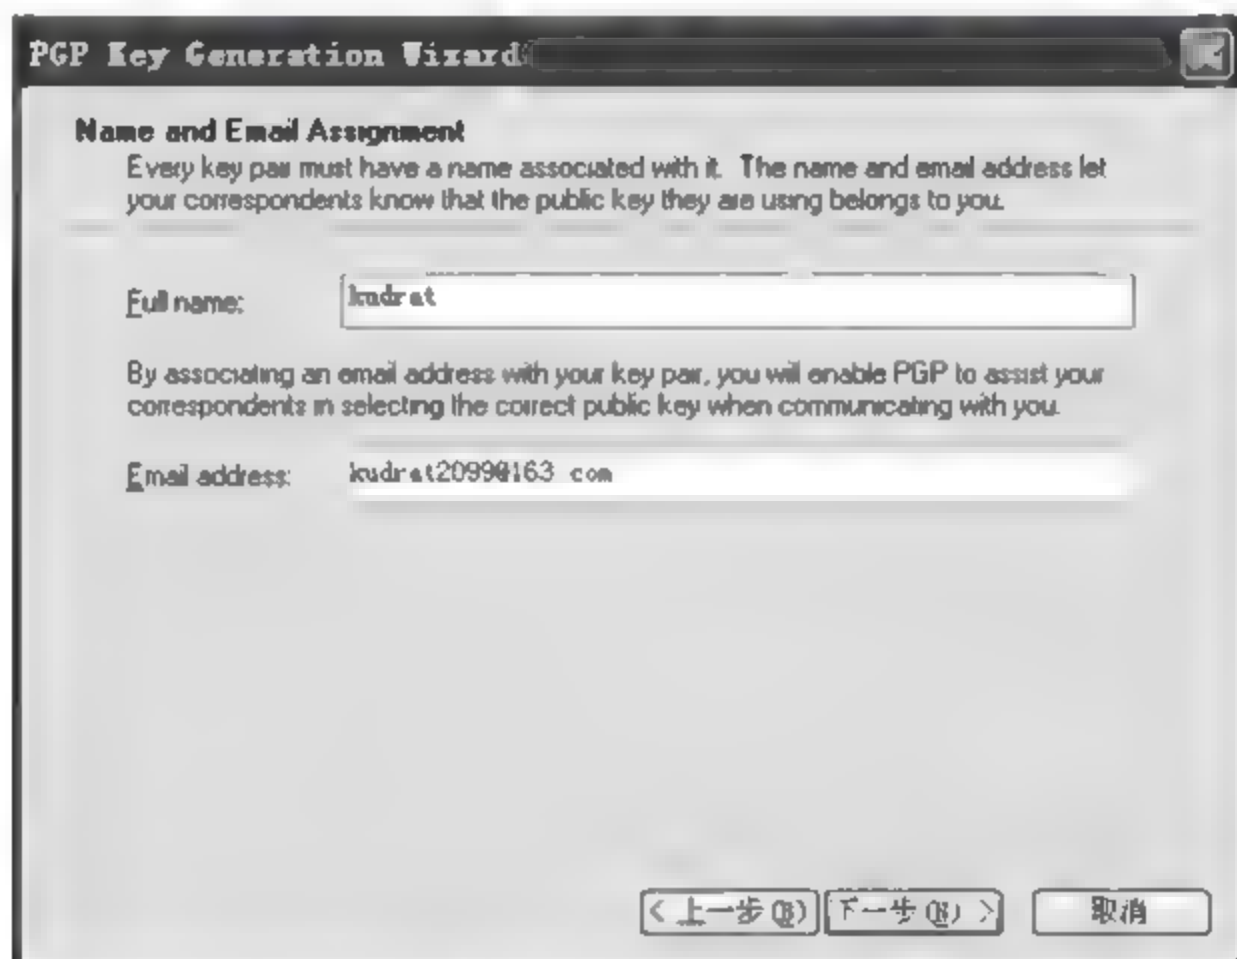 PGP Key Generation Wizard
Name and Email Assignment
Every key pair must have a name associated with it. The name and email address let
your correspondents know that the public key they are using belongs to you.
Full name:
kudrat
By associating an email address with your key pair, you will enable PGP to assist your
correspondents in selecting the correct public key when communicating with you.
Email address:
kudrat2099@163 com
< 上一步(B) 下一步(N) > 取消